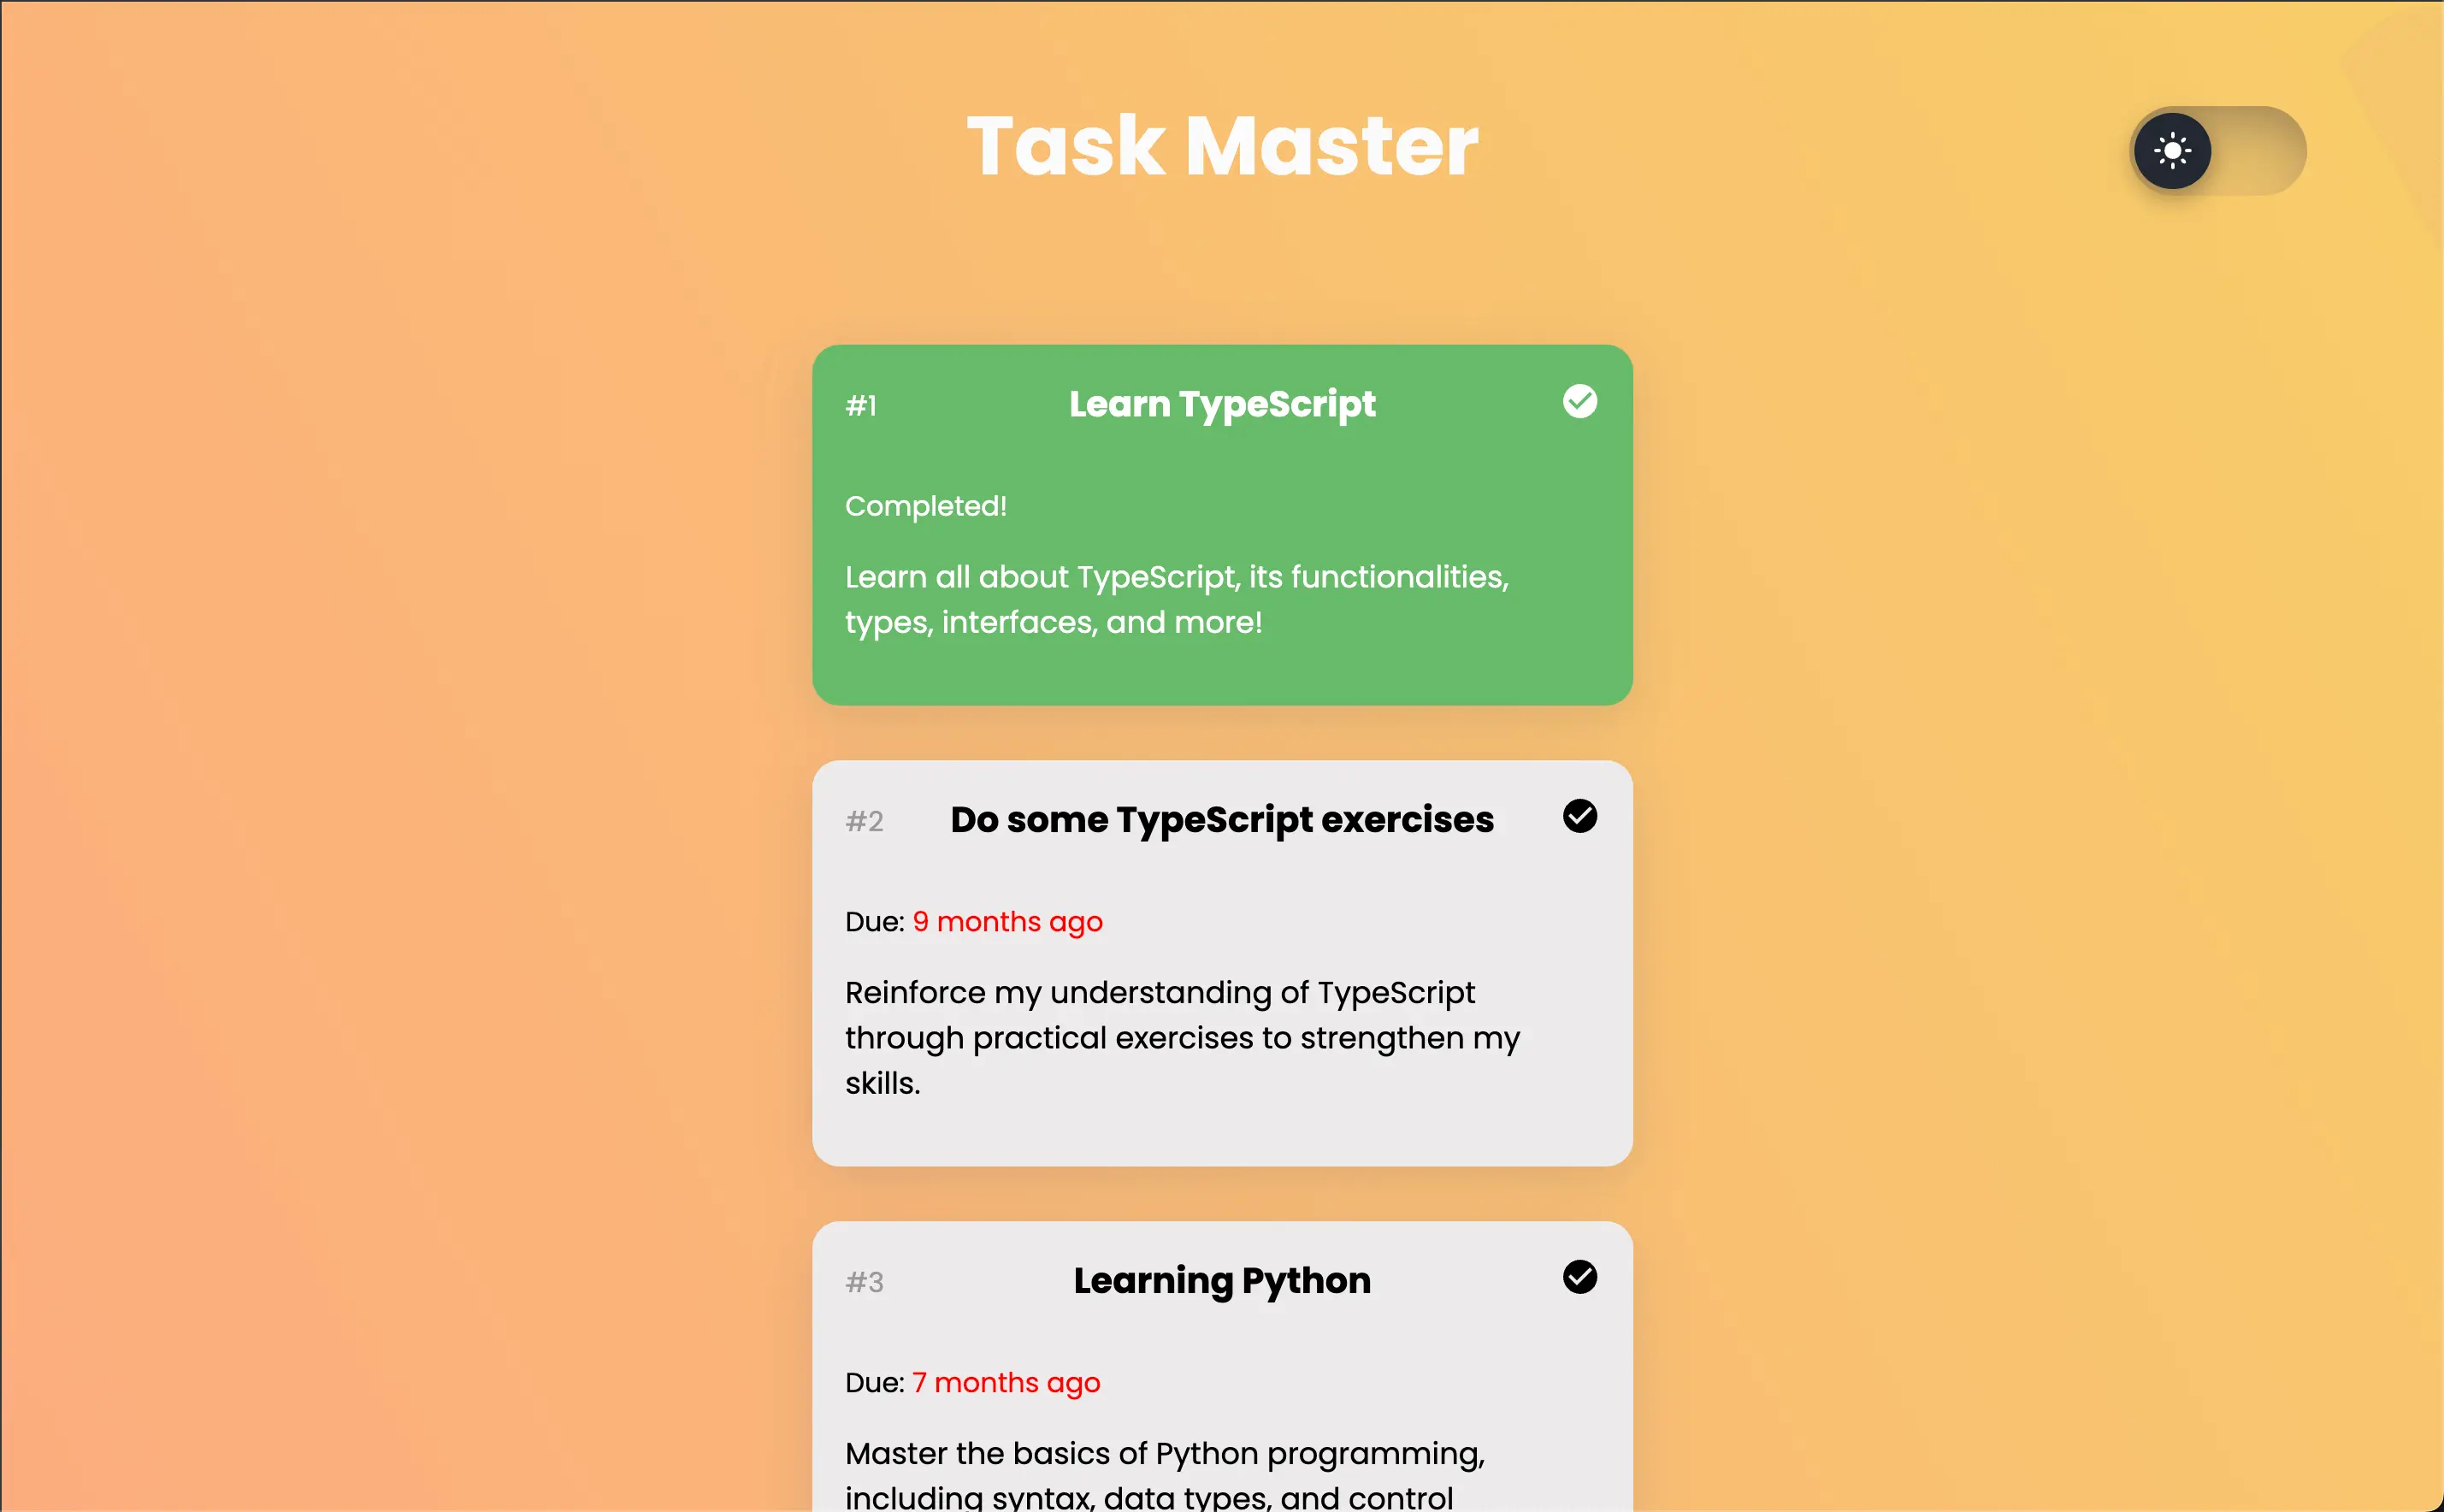 Task Master
#1 Learn TypeScript
Completed!
Learn all about TypeScript, its functionalities,
types, interfaces, and more!
#2 Do some TypeScript exercises
Due: 9 months ago
Reinforce my understanding of TypeScript
through practical exercises to strengthen my
skills.
#3 Learning Python
Due: 7 months ago
Master the basics of Python programming,
including syntax, data types, and control